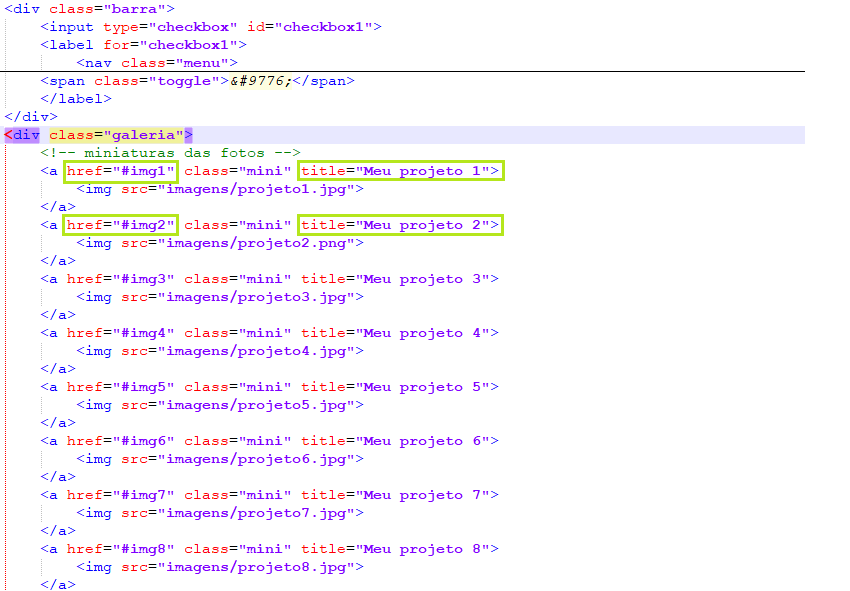 <div class="barra">
<input type="checkbox" id="checkbox1">
<label for="checkbox1">
<nav class="menu">
<span class="toggle">&#9776;</span>
</label>
</div>
<div class="galeria">
<!-- miniaturas das fotos -->
<a href="#img1" class="mini" title="Meu projeto 1">
<img src="imagens/projeto1.jpg">
</a>
<a href="#img2" class="mini" title="Meu projeto 2">
<img src="imagens/projeto2.png">
</a>
<a href="#img3" class="mini" title="Meu projeto 3">
<img src="imagens/projeto3.jpg">
</a>
<a href="#img4" class="mini" title="Meu projeto 4">
<img src="imagens/projeto4.jpg">
</a>
<a href="#img5" class="mini" title="Meu projeto 5">
<img src="imagens/projeto5.jpg">
</a>
<a href="#img6" class="mini" title="Meu projeto 6">
<img src="imagens/projeto6.jpg">
</a>
<a href="#img7" class="mini" title="Meu projeto 7">
<img src="imagens/projeto7.jpg">
</a>
<a href="#img8" class="mini" title="Meu projeto 8">
<img src="imagens/projeto8.jpg">
</a>